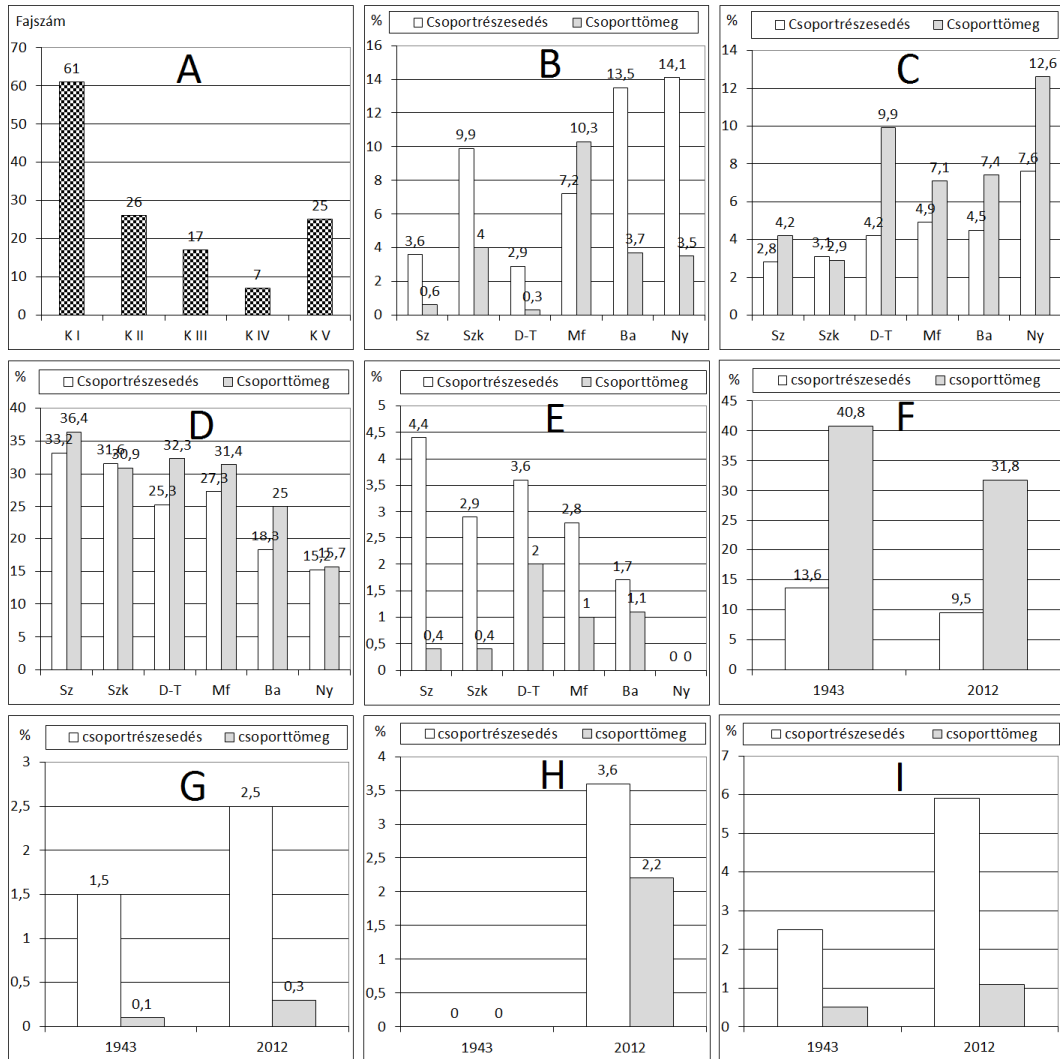 Fajszám
A
70
60
50
40
30
20
10
0
61
26
17
7
25
K I K II K III K IV K V
% Csoportrészesedés Csoporttömeg
B
16
14
12
10
8
6
4
2
0
3,6 0,6 9,9 4 2,9 0,3 7,2 10,3 13,5 3,7 14,1 3,5
Sz Szk D-T Mf Ba Ny
% Csoportrészesedés Csoporttömeg
C
14
12
10
8
6
4
2
0
2,8 4,2 3,1 2,9 4,2 9,9 4,9 7,1 4,5 7,4 7,6 12,6
Sz Szk D-T Mf Ba Ny
% Csoportrészesedés Csoporttömeg
D
40
35
30
25
20
15
10
5
0
33,2 36,4 31,6 30,9 25,3 32,3 27,3 31,4 18,3 25 15,2 15,7
Sz Szk D-T Mf Ba Ny
% Csoportrészesedés Csoporttömeg
E
5
4,5
4
3,5
3
2,5
2
1,5
1
0,5
0
4,4 0,4 2,9 0,4 3,6 2 2,8 1 1,7 1,1 0 0
Sz Szk D-T Mf Ba Ny
% csoportrészesedés csoporttömeg
F
45
40
35
30
25
20
15
10
5
0
13,6 40,8 9,5 31,8
1943 2012
% csoportrészesedés csoporttömeg
G
3
2,5
2
1,5
1
0,5
0
1,5 0,1 2,5 0,3
1943 2012
% csoportrészesedés csoporttömeg
H
4
3,5
3
2,5
2
1,5
1
0,5
0
0 0 3,6 2,2
1943 2012
% csoportrészesedés csoporttömeg
I
7
6
5
4
3
2
1
0
1943 2012